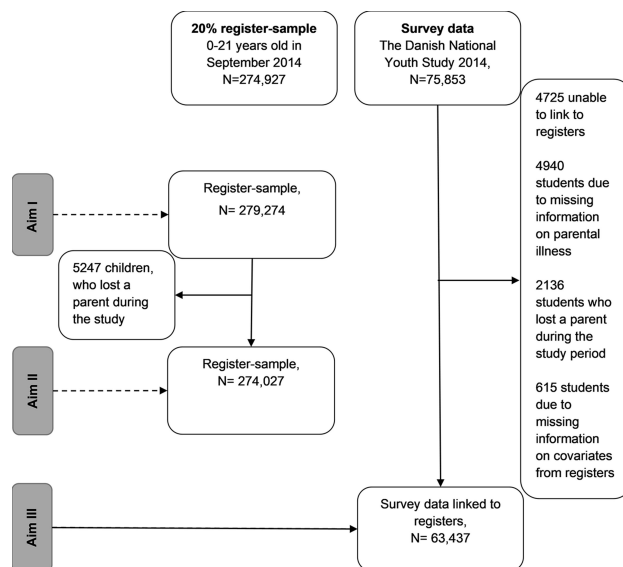 20% register-sample
0-21 years old in
September 2014
N=274,927
Survey data
The Danish National
Youth Study 2014,
N=75,853
4725 unable
to link to
registers
4940
students due
to missing
information
on parental
illness
2136
students who
lost a parent
during the
study period
615 students
due to
missing
information
on covariates
from registers
Aim I
Register-sample,
N= 279,274
5247 children,
who lost a
parent during
the study
Aim II
Register-sample,
N= 274,027
Aim III
Survey data linked to
registers,
N= 63,437